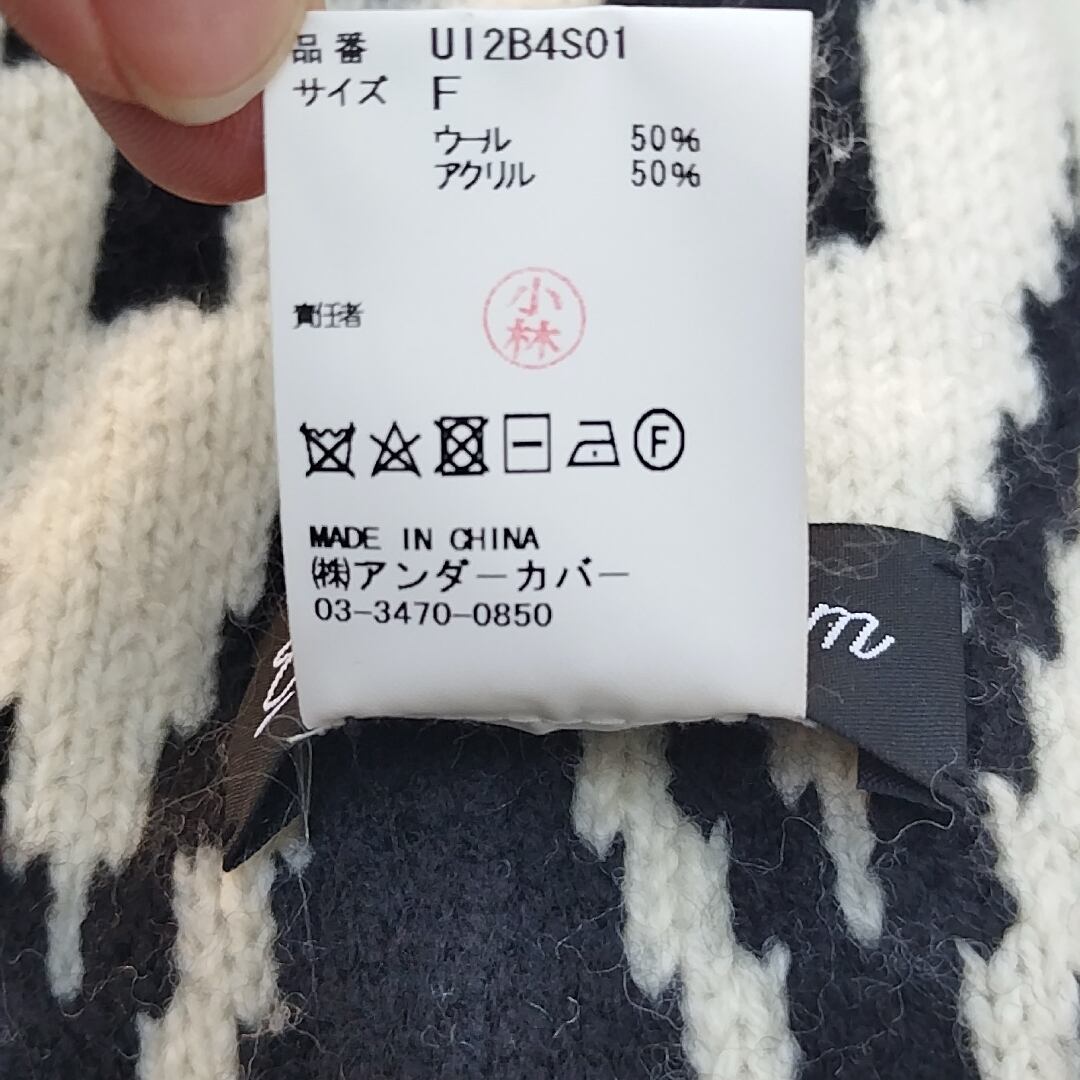 品番 UI2B4S01
サイズ F
ウール 50%
アクリル 50%
責任者 小林
F
MADE IN CHINA
㈱アンダーカバー
03-3470-0850
m